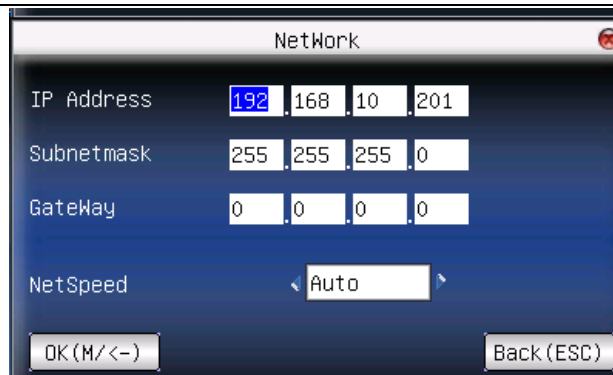 NetWork
IP Address 192.168.10.201
Subnetmask 255.255.255.0
GateWay 0.0.0.0
NetSpeed Auto
OK(M/<-) Back(ESC)